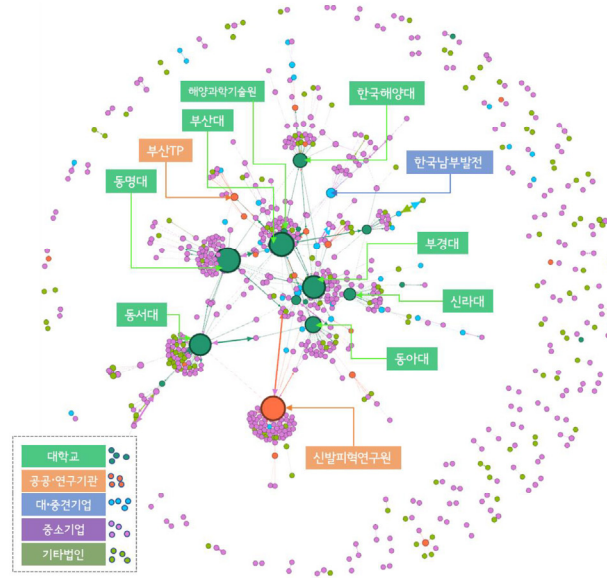 해양과학기술원
한국해양대
부산대
부산TP
한국남부발전
동명대
부경대
신라대
동서대
동아대
신발피혁연구원
대학교
공공·연구기관
대·중견기업
중소기업
기타법인